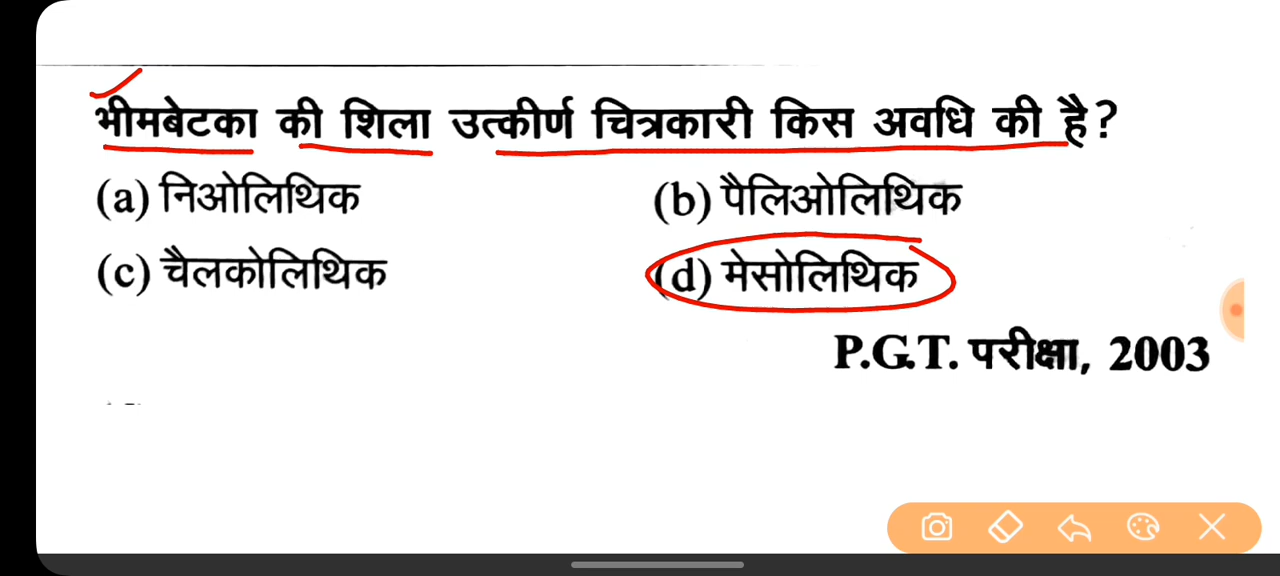 भीमबेटका की शिला उत्कीर्ण चित्रकारी किस अवधि की है?
(a) निओलिथिक (b) पैलिओलिथिक
(c) चैलकोलिथिक (d) मेसोलिथिक
P.G.T. परीक्षा, 2003